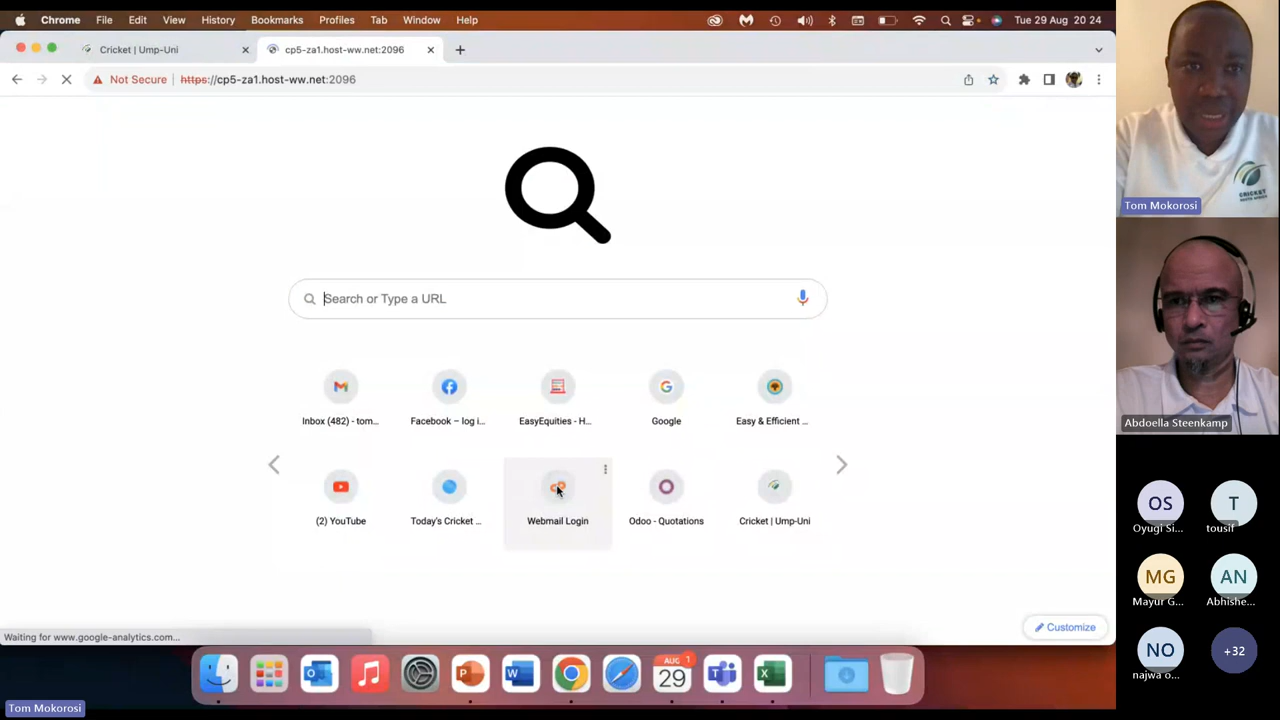 Chrome File Edit View History Bookmarks Profiles Tab Window Help Tue 29 Aug 20 24
Cricket | Ump-Uni cp5-za1.host-ww.net:2096
Not Secure https://cp5-za1.host-ww.net:2096
Search or Type a URL
Inbox (482) - tom... Facebook – log i... EasyEquities - H... Google Easy & Efficient ...
(2) YouTube Today's Cricket ... Webmail Login Odoo - Quotations Cricket | Ump-Uni
Customize
Waiting for www.google-analytics.com...
AUG 1
29
Tom Mokorosi
CRICKET
SOUTH AFRICA
Tom Mokorosi
Abdoella Steenkamp
OS T
Oyugi Si... tousif
MG AN
Mayur G... Abhishe...
NO +32
najwa o...